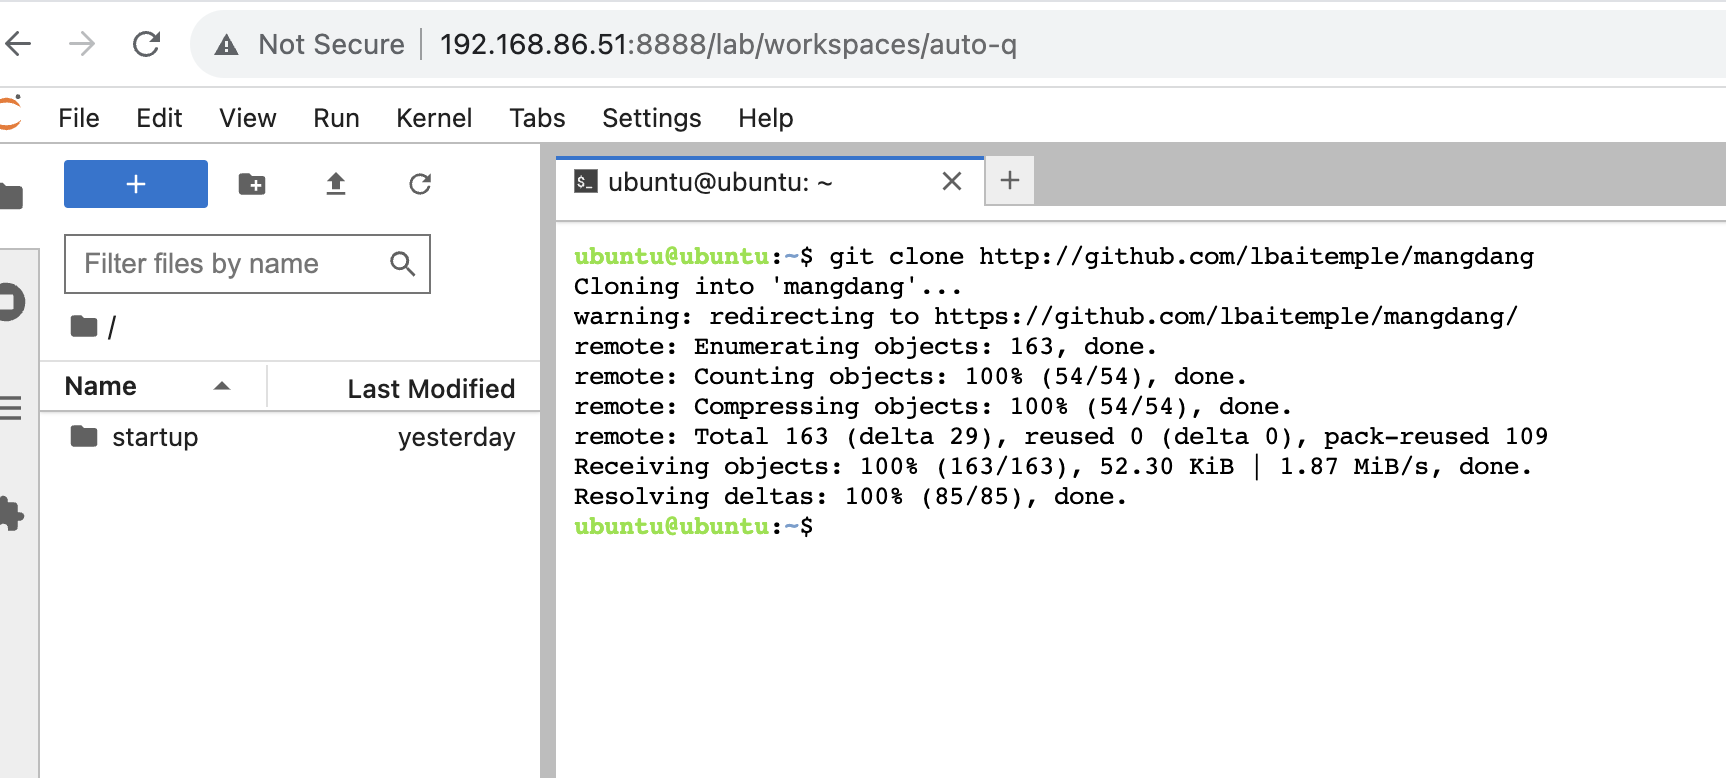 Not Secure 192.168.86.51:8888/lab/workspaces/auto-q
File Edit View Run Kernel Tabs Settings Help
+
Filter files by name
/
Name Last Modified
startup yesterday
$_ ubuntu@ubuntu: ~ × +
ubuntu@ubuntu:~$ git clone http://github.com/lbaitemple/mangdang
Cloning into 'mangdang'...
warning: redirecting to https://github.com/lbaitemple/mangdang/
remote: Enumerating objects: 163, done.
remote: Counting objects: 100% (54/54), done.
remote: Compressing objects: 100% (54/54), done.
remote: Total 163 (delta 29), reused 0 (delta 0), pack-reused 109
Receiving objects: 100% (163/163), 52.30 KiB | 1.87 MiB/s, done.
Resolving deltas: 100% (85/85), done.
ubuntu@ubuntu:~$